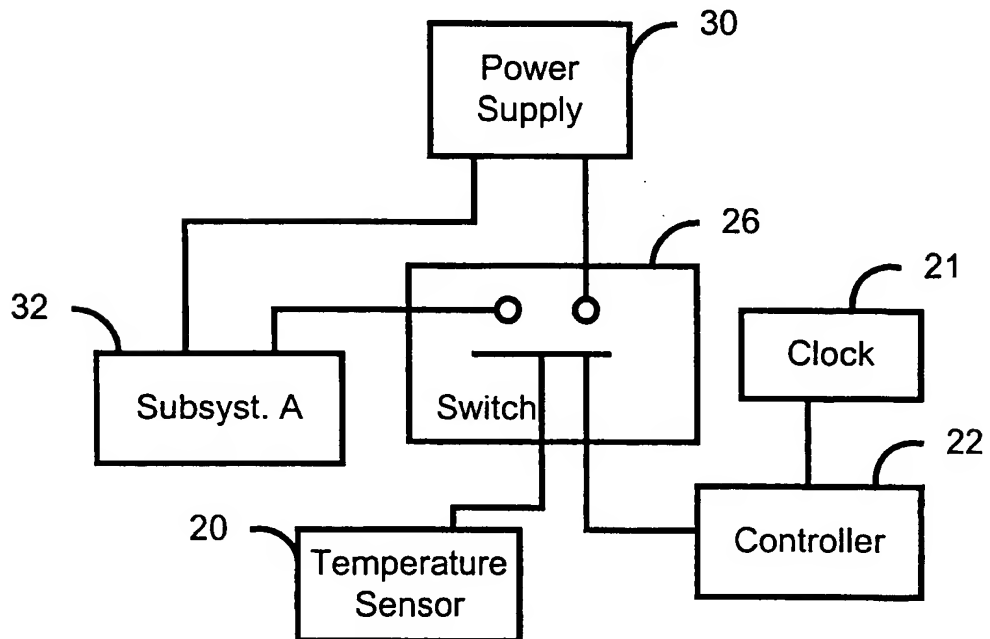 30
Power
Supply
26
21
32
Clock
Subsyst. A
Switch
22
20
Controller
Temperature
Sensor